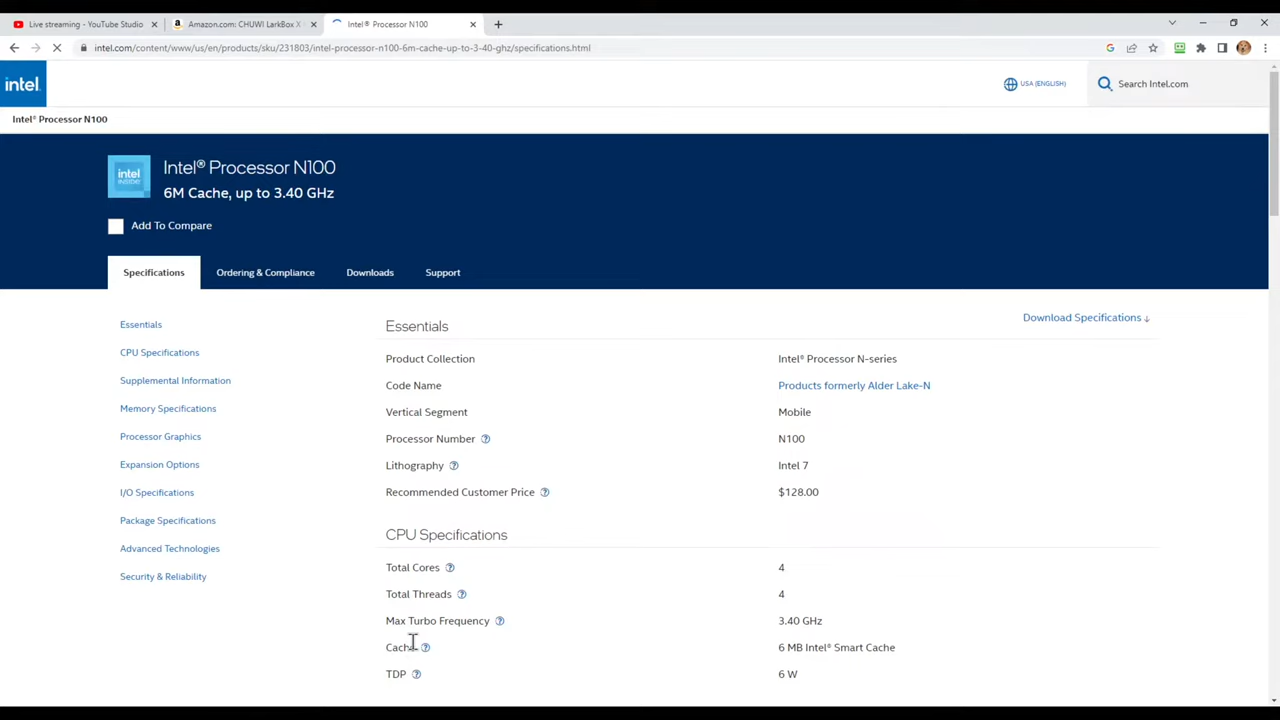 Live streaming - YouTube Studio
Amazon.com: CHUWI LarkBox X
Intel® Processor N100
intel.com/content/www/us/en/products/sku/231803/intel-processor-n100-6m-cache-up-to-3-40-ghz/specifications.html
intel.
USA (ENGLISH)
Search Intel.com
Intel® Processor N100
intel INSIDE
Intel® Processor N100
6M Cache, up to 3.40 GHz
Add To Compare
Specifications
Ordering & Compliance
Downloads
Support
Essentials
CPU Specifications
Supplemental Information
Memory Specifications
Processor Graphics
Expansion Options
I/O Specifications
Package Specifications
Advanced Technologies
Security & Reliability
Download Specifications ↓
Essentials
Product Collection Intel® Processor N-series
Code Name Products formerly Alder Lake-N
Vertical Segment Mobile
Processor Number ? N100
Lithography ? Intel 7
Recommended Customer Price ? $128.00
CPU Specifications
Total Cores ? 4
Total Threads ? 4
Max Turbo Frequency ? 3.40 GHz
Cache ? 6 MB Intel® Smart Cache
TDP ? 6 W